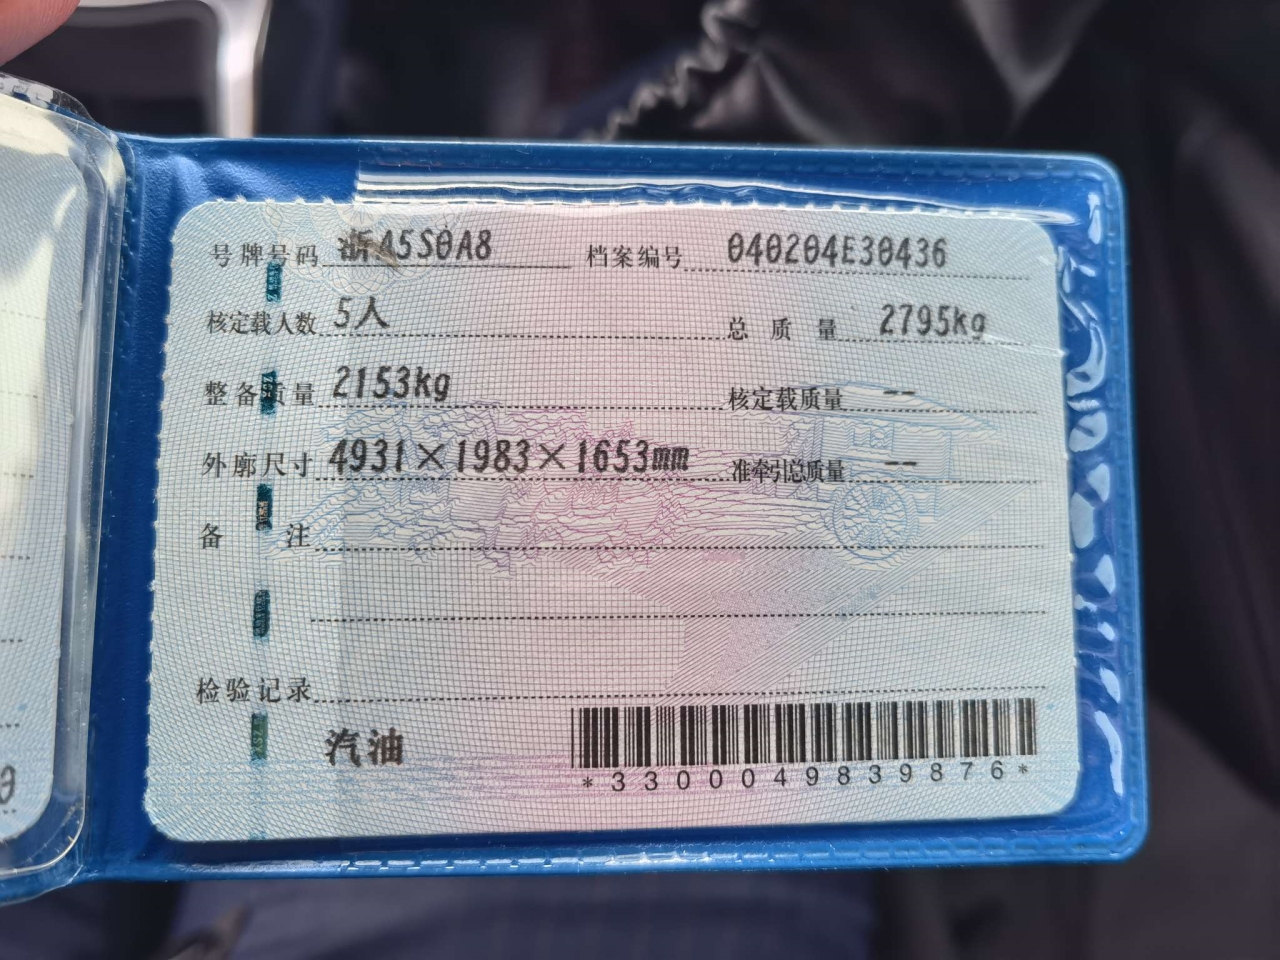 号牌号码 浙A5S0A8 档案编号 040204E30436
核定载人数 5人 总质量 2795kg
整备质量 2153kg 核定载质量 --
外廓尺寸 4931×1983×1653mm 准牵引总质量 --
备注
检验记录
汽油
*330004983987​6*